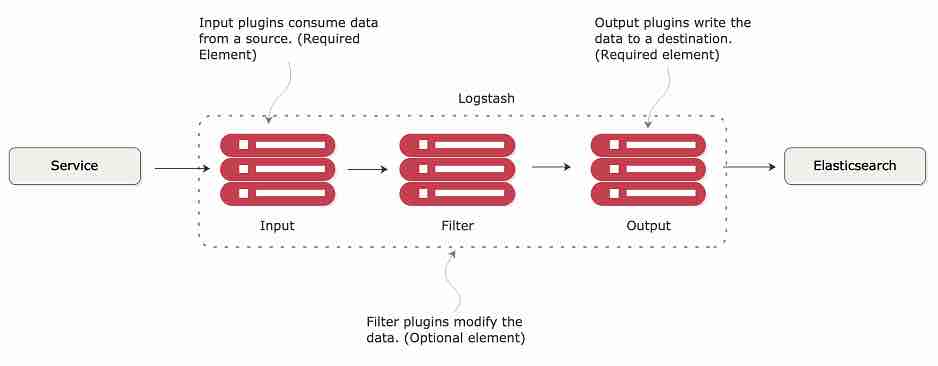 Input plugins consume data
from a source. (Required
Element)
Output plugins write the
data to a destination.
(Required element)
Logstash
Service
Elasticsearch
Input
Filter
Output
Filter plugins modify the
data. (Optional element)